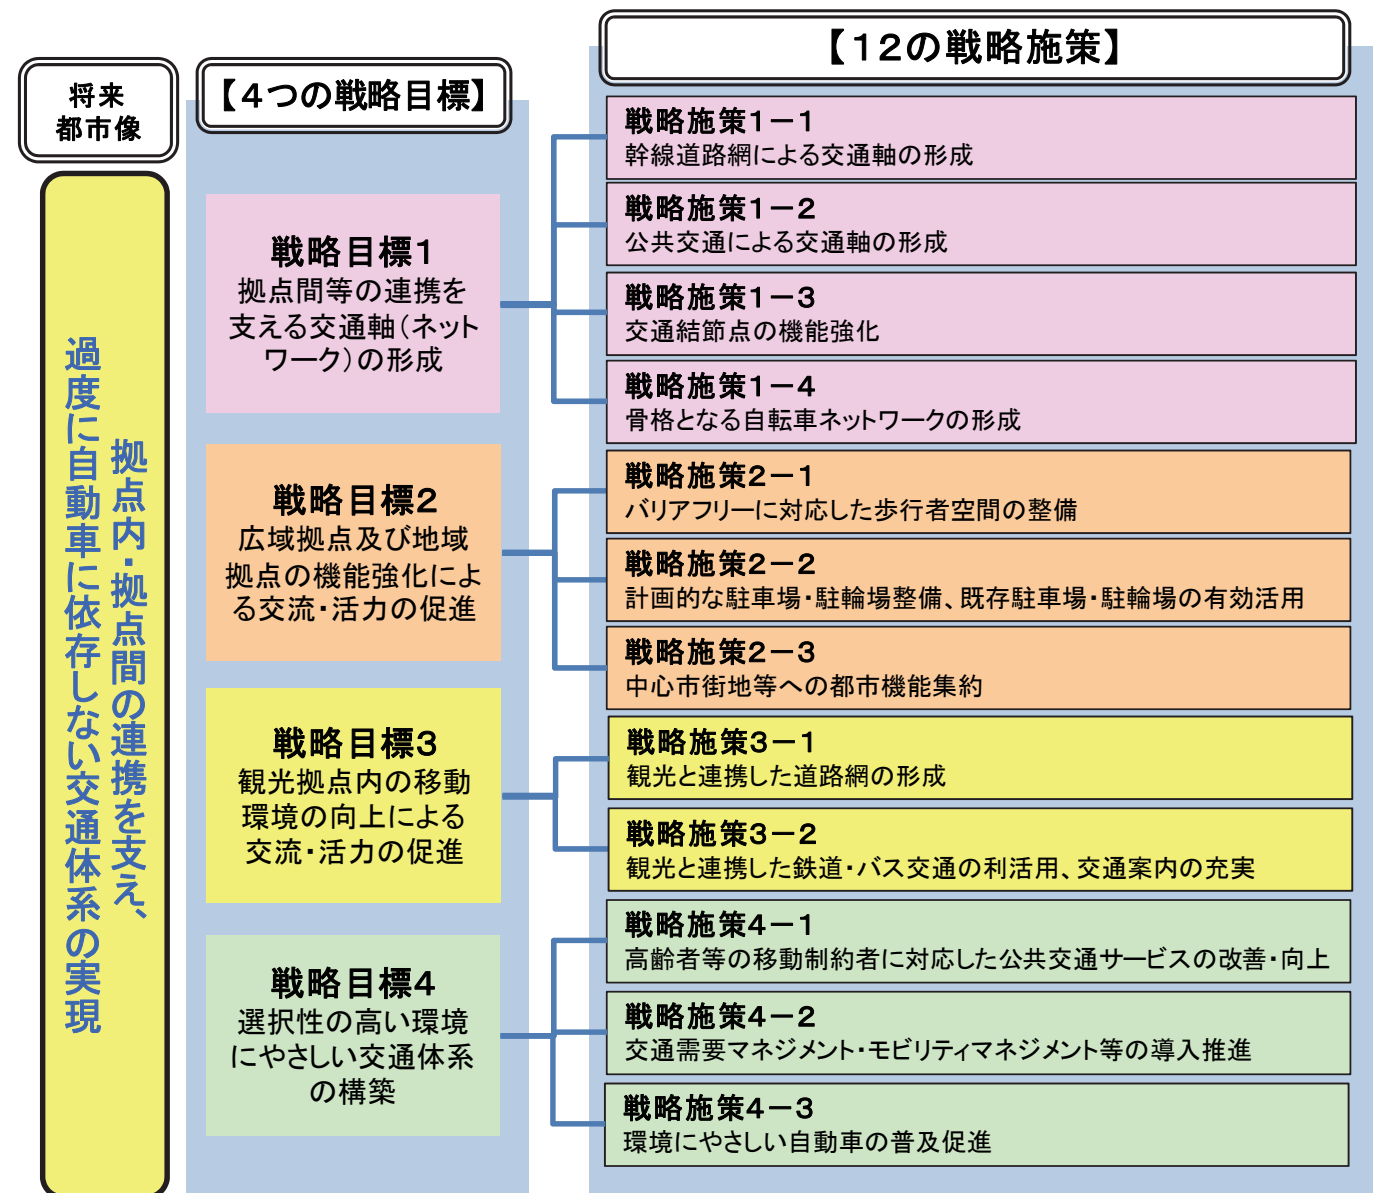 将来
都市像
拠点内・拠点間の連携を支え、
過度に自動車に依存しない交通体系の実現
【４つの戦略目標】
戦略目標１
拠点間等の連携を
支える交通軸（ネット
ワーク）の形成
戦略目標２
広域拠点及び地域
拠点の機能強化によ
る交流・活力の促進
戦略目標３
観光拠点内の移動
環境の向上による
交流・活力の促進
戦略目標４
選択性の高い環境
にやさしい交通体系
の構築
【１２の戦略施策】
戦略施策１－１
幹線道路網による交通軸の形成
戦略施策１－２
公共交通による交通軸の形成
戦略施策１－３
交通結節点の機能強化
戦略施策１－４
骨格となる自転車ネットワークの形成
戦略施策２－１
バリアフリーに対応した歩行者空間の整備
戦略施策２－２
計画的な駐車場・駐輪場整備、既存駐車場・駐輪場の有効活用
戦略施策２－３
中心市街地等への都市機能集約
戦略施策３－１
観光と連携した道路網の形成
戦略施策３－２
観光と連携した鉄道・バス交通の利活用、交通案内の充実
戦略施策４－１
高齢者等の移動制約者に対応した公共交通サービスの改善・向上
戦略施策４－２
交通需要マネジメント・モビリティマネジメント等の導入推進
戦略施策４－３
環境にやさしい自動車の普及促進